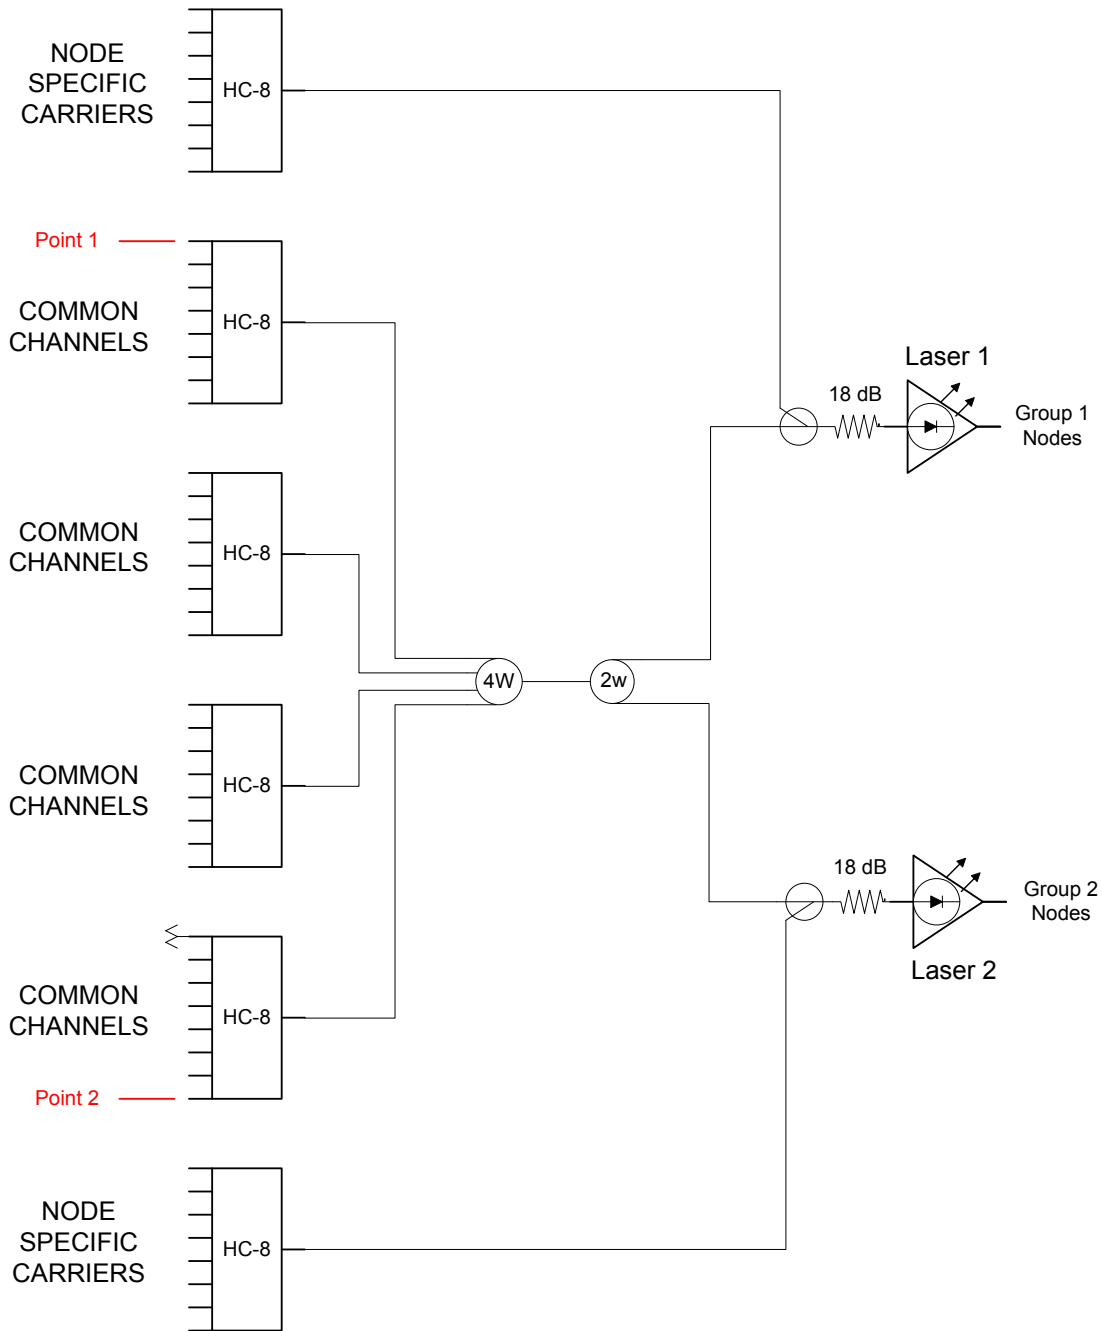 NODE
SPECIFIC
CARRIERS
HC-8
Point 1
COMMON
CHANNELS
HC-8
Laser 1
18 dB
Group 1
Nodes
COMMON
CHANNELS
HC-8
4W
2w
COMMON
CHANNELS
HC-8
18 dB
Group 2
Nodes
Laser 2
COMMON
CHANNELS
HC-8
Point 2
NODE
SPECIFIC
CARRIERS
HC-8